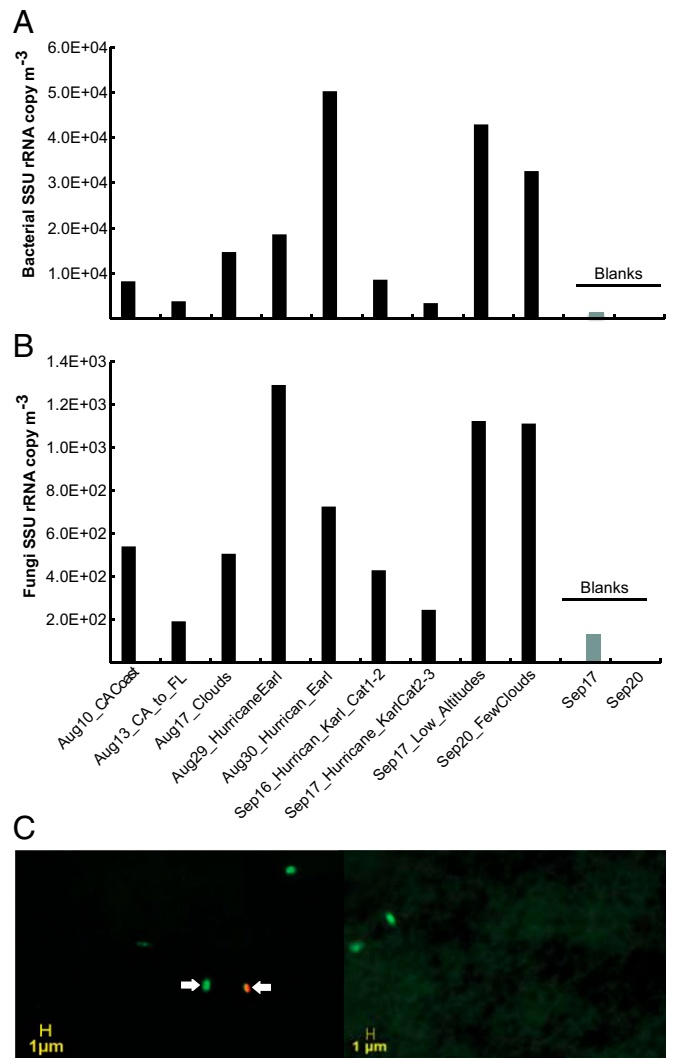 A
Bacterial SSU rRNA copy m-3
6.0E+04
5.0E+04
4.0E+04
3.0E+04
2.0E+04
1.0E+04
Blanks
B
Fungi SSU rRNA copy m-3
1.4E+03
1.2E+03
1.0E+03
8.0E+02
6.0E+02
4.0E+02
2.0E+02
Blanks
Aug10_CACoast
Aug13_CA_to_FL
Aug17_Clouds
Aug29_HurricaneEarl
Aug30_Hurrican_Earl
Sep16_Hurrican_Karl_Cat1-2
Sep17_Hurricane_KarlCat2-3
Sep17_Low_Altitudes
Sep20_FewClouds
Sep17
Sep20
C
H
1µm
H
1 µm